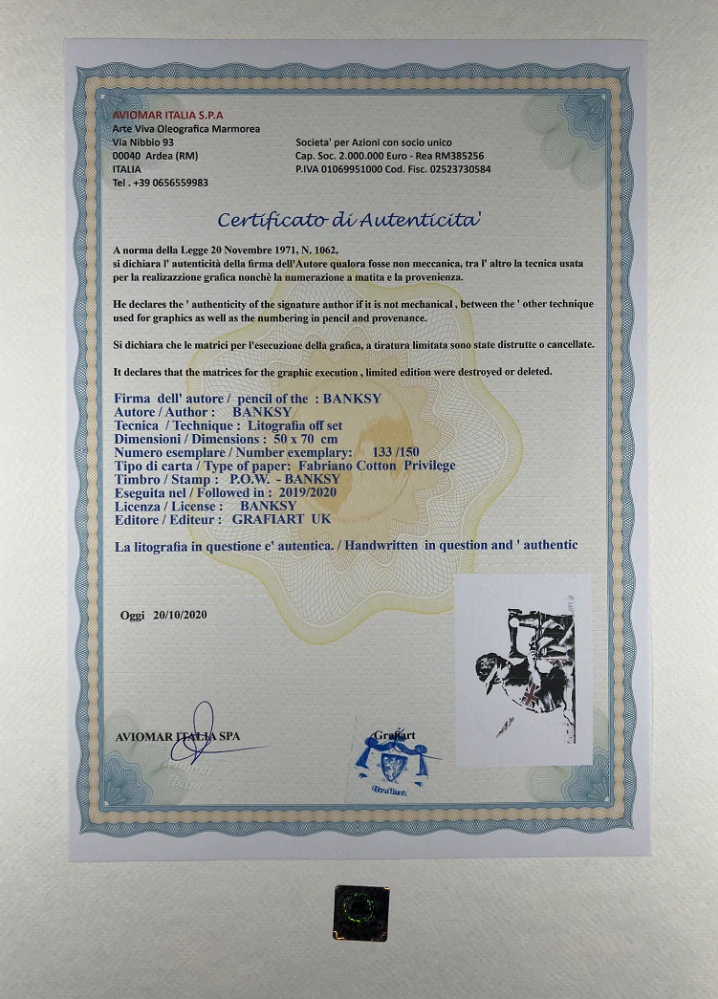 AVIOMAR ITALIA S.P.A
Arte Viva Oleografica Marmorea
Via Nibbio 93
00040 Ardea (RM)
ITALIA
Tel . +39 0656559983
Societa' per Azioni con socio unico
Cap. Soc. 2.000.000 Euro - Rea RM385256
P.IVA 01069951000 Cod. Fisc. 02523730584
Certificato di Autenticita'
A norma della Legge 20 Novembre 1971, N. 1062,
si dichiara l' autenticità della firma dell'Autore qualora fosse non meccanica, tra l' altro la tecnica usata
per la realizazzione grafica nonchè la numerazione a matita e la provenienza.
He declares the ' authenticity of the signature author if it is not mechanical , between the ' other technique
used for graphics as well as the numbering in pencil and provenance.
Si dichiara che le matrici per l'esecuzione della grafica, a tiratura limitata sono state distrutte o cancellate.
It declares that the matrices for the graphic execution , limited edition were destroyed or deleted.
Firma dell' autore / pencil of the : BANKSY
Autore / Author : BANKSY
Tecnica / Technique : Litografia off set
Dimensioni / Dimensions : 50 x 70 cm
Numero esemplare / Number exemplary: 133 /150
Tipo di carta / Type of paper: Fabriano Cotton Privilege
Timbro / Stamp : P.O.W. - BANKSY
Eseguita nel / Followed in : 2019/2020
Licenza / License : BANKSY
Editore / Editeur : GRAFIART UK
La litografia in questione e' autentica. / Handwritten in question and ' authentic
Oggi 20/10/2020
AVIOMAR ITALIA SPA
Grafiart